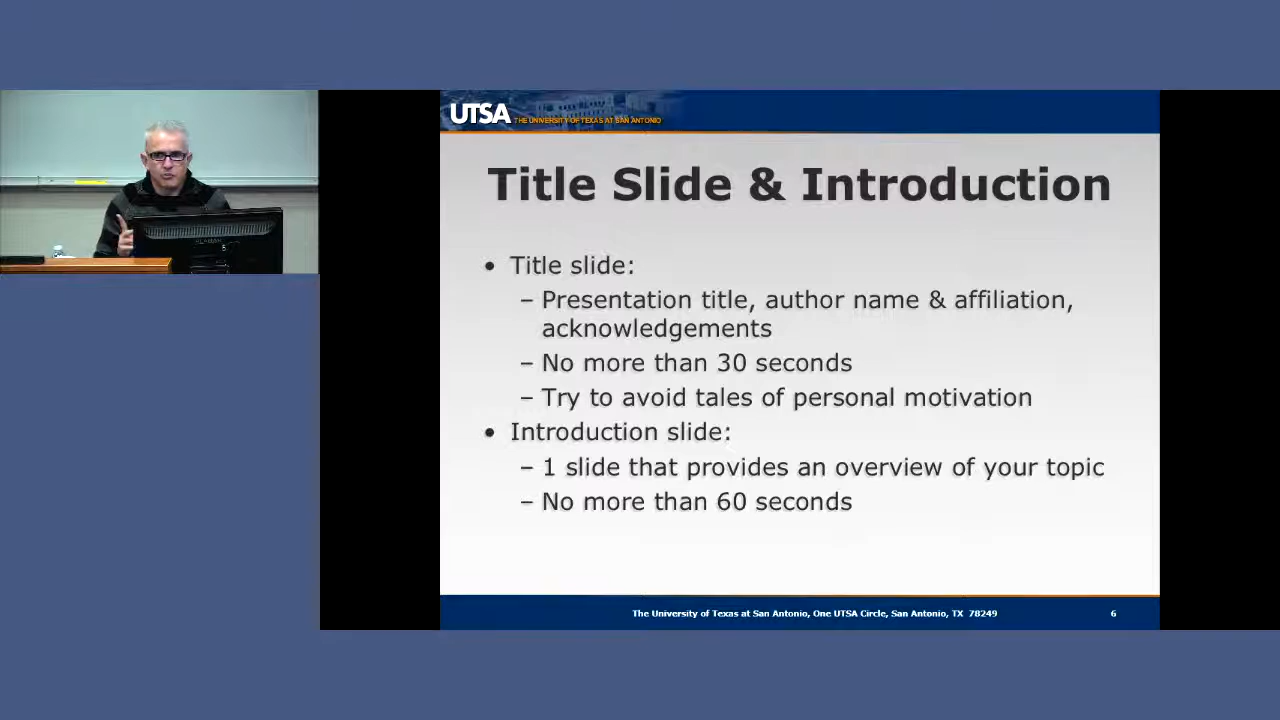 UTSA THE UNIVERSITY OF TEXAS AT SAN ANTONIO
Title Slide & Introduction
• Title slide:
– Presentation title, author name & affiliation,
acknowledgements
– No more than 30 seconds
– Try to avoid tales of personal motivation
• Introduction slide:
– 1 slide that provides an overview of your topic
– No more than 60 seconds
The University of Texas at San Antonio, One UTSA Circle, San Antonio, TX 78249
6